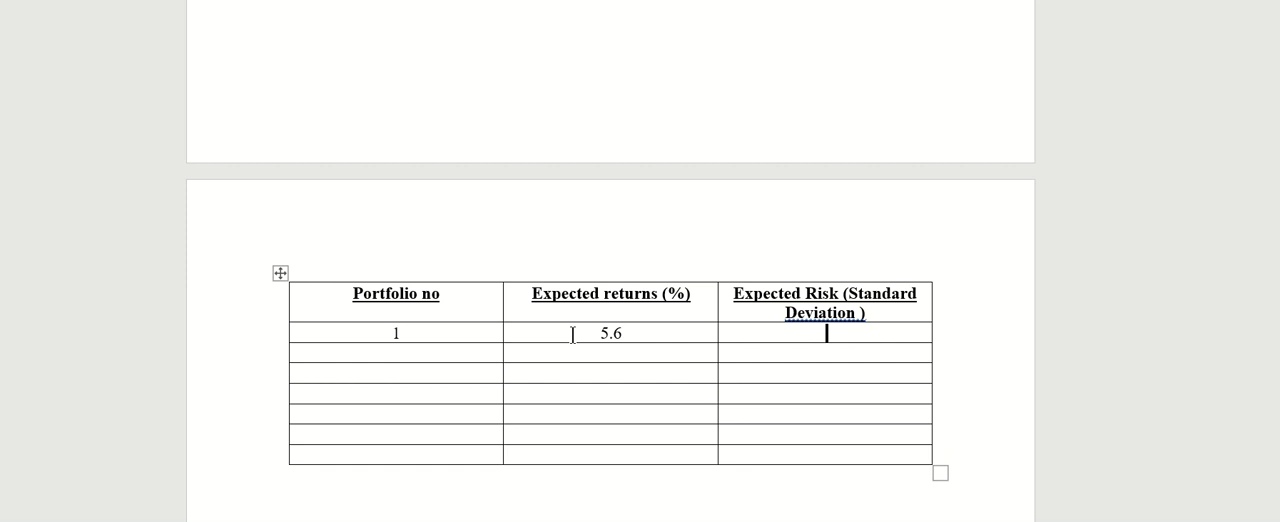 Portfolio no Expected returns (%) Expected Risk (Standard
Deviation )
1 5.6